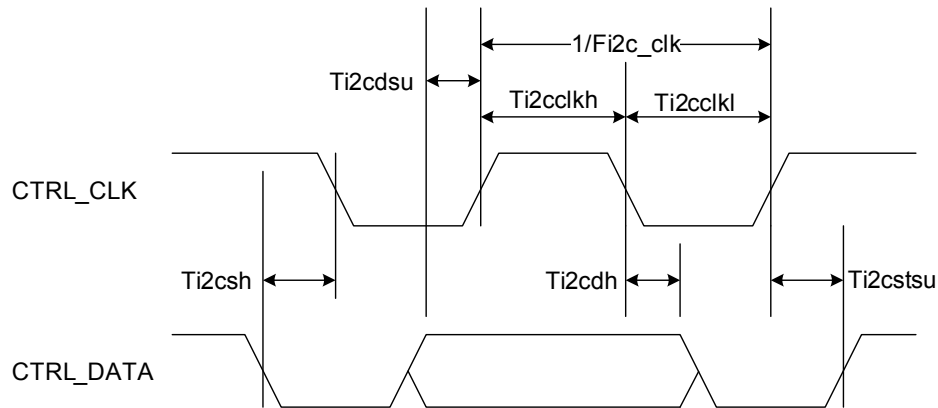 1/Fi2c_clk
Ti2cdsu
Ti2cclkh
Ti2cclkl
CTRL_CLK
Ti2csh
Ti2cdh
Ti2cstsu
CTRL_DATA